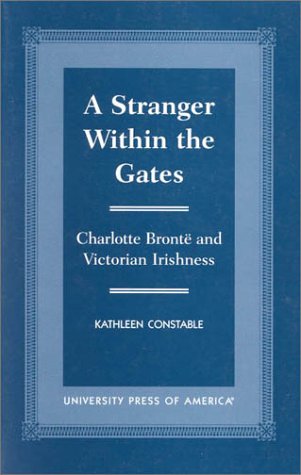 A Stranger
Within the
Gates
Charlotte Brontë and
Victorian Irishness
KATHLEEN CONSTABLE
UNIVERSITY PRESS OF AMERICA®